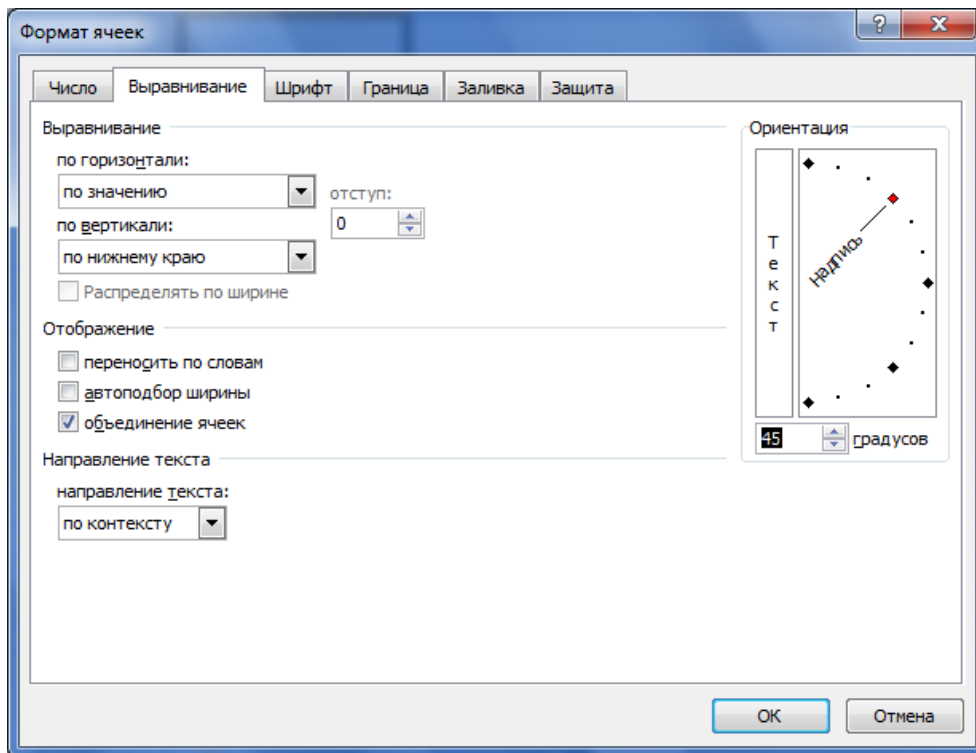 Формат ячеек
Число Выравнивание Шрифт Граница Заливка Защита
Выравнивание
по горизонтали:
по значению
отступ:
0
по вертикали:
по нижнему краю
Распределять по ширине
Отображение
переносить по словам
автоподбор ширины
объединение ячеек
Направление текста
направление текста:
по контексту
Ориентация
Текст
Надпись
45 градусов
ОК Отмена